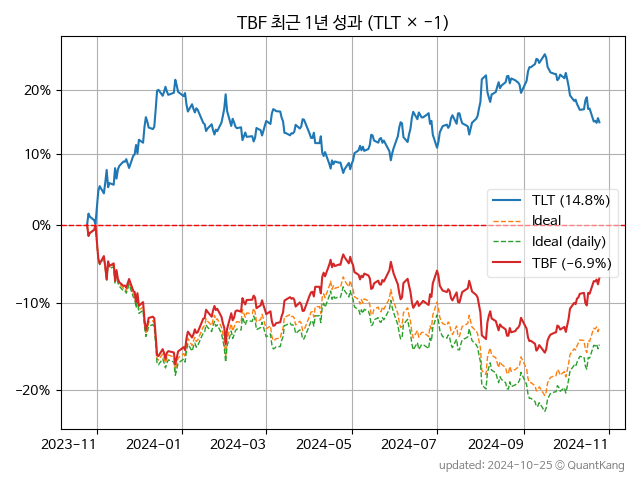 TBF 최근 1년 성과 (TLT × −1)
20%
10%
0%
−10%
−20%
TLT (14.8%)
Ideal
Ideal (daily)
TBF (−6.9%)
2023−11
2024−01
2024−03
2024−05
2024−07
2024−09
2024−11
updated: 2024-10-25 ⓒ QuantKang